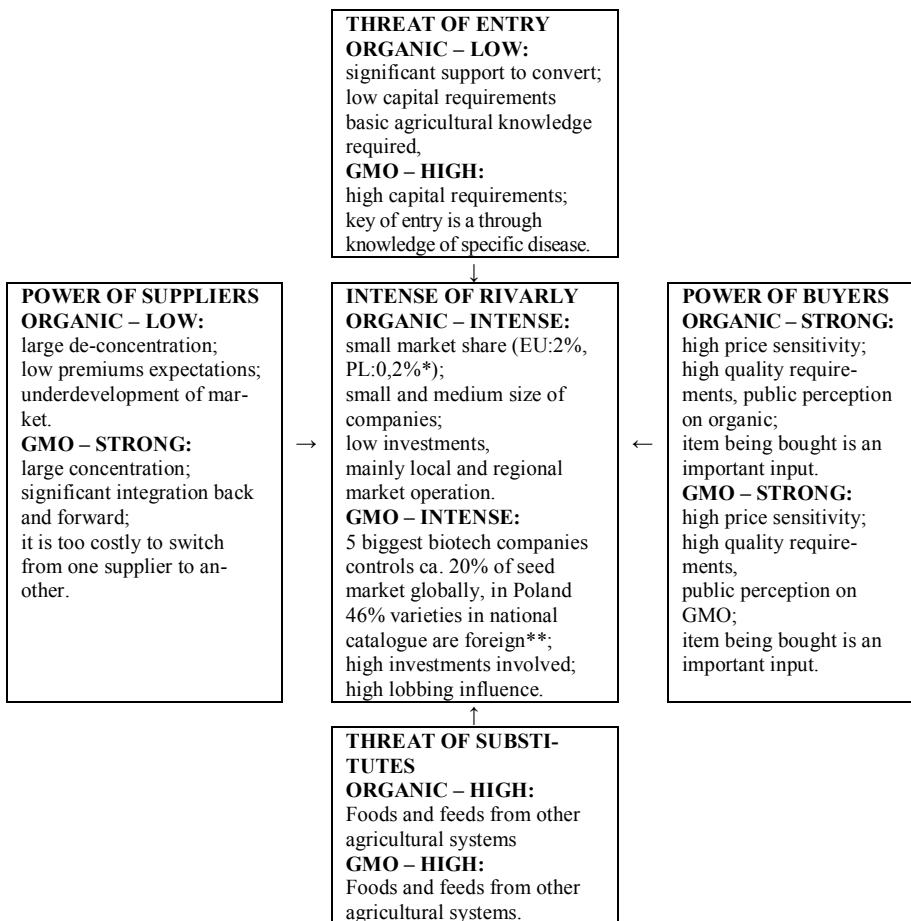 THREAT OF ENTRY
ORGANIC – LOW:
significant support to convert;
low capital requirements
basic agricultural knowledge
required,
GMO – HIGH:
high capital requirements;
key of entry is a through
knowledge of specific disease.
↓
POWER OF SUPPLIERS
ORGANIC – LOW:
large de-concentration;
low premiums expectations;
underdevelopment of mar-
ket.
GMO – STRONG:
large concentration;
significant integration back
and forward;
it is too costly to switch
from one supplier to an-
other.
→
INTENSE OF RIVARLY
ORGANIC – INTENSE:
small market share (EU:2%,
PL:0,2%*);
small and medium size of
companies;
low investments,
mainly local and regional
market operation.
GMO – INTENSE:
5 biggest biotech companies
controls ca. 20% of seed
market globally, in Poland
46% varieties in national
catalogue are foreign**;
high investments involved;
high lobbing influence.
←
POWER OF BUYERS
ORGANIC – STRONG:
high price sensitivity;
high quality require-
ments, public perception
on organic;
item being bought is an
important input.
GMO – STRONG:
high price sensitivity;
high quality require-
ments,
public perception on
GMO;
item being bought is an
important input.
↑
THREAT OF SUBSTI-
TUTES
ORGANIC – HIGH:
Foods and feeds from other
agricultural systems
GMO – HIGH:
Foods and feeds from other
agricultural systems.